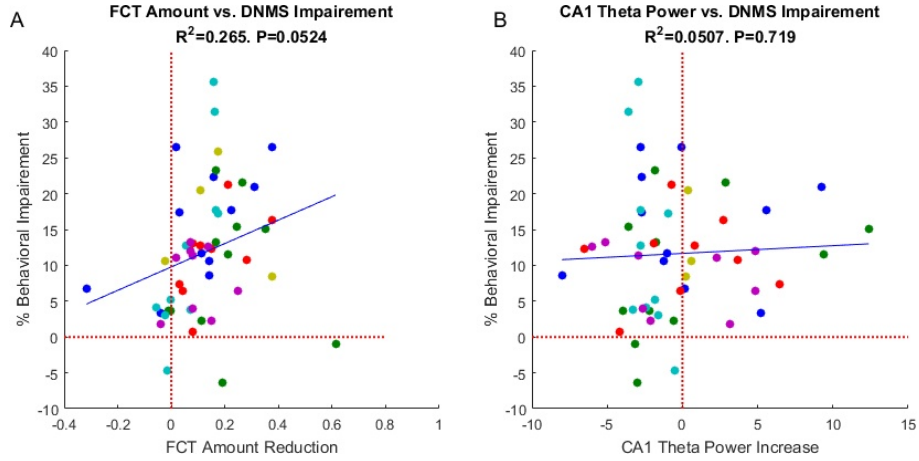 A
FCT Amount vs. DNMS Impairement
R²=0.265. P=0.0524
40
35
30
25
20
15
10
5
0
-5
-10
% Behavioral Impairement
-0.4 -0.2 0 0.2 0.4 0.6 0.8 1
FCT Amount Reduction
B
CA1 Theta Power vs. DNMS Impairement
R²=0.0507. P=0.719
40
35
30
25
20
15
10
5
0
-5
-10
% Behavioral Impairement
-10 -5 0 5 10 15
CA1 Theta Power Increase